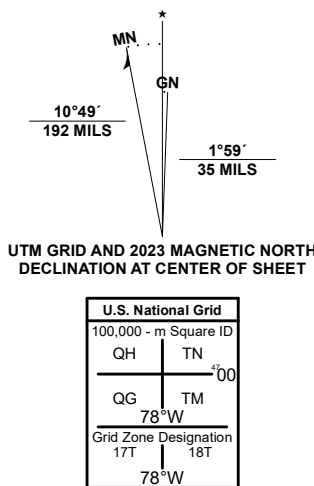 ★
MN
GN
10°49´
192 MILS
1°59´
35 MILS
UTM GRID AND 2023 MAGNETIC NORTH
DECLINATION AT CENTER OF SHEET
U.S. National Grid
100,000 - m Square ID
QH TN
4700
QG TM
78°W
Grid Zone Designation
17T 18T
78°W